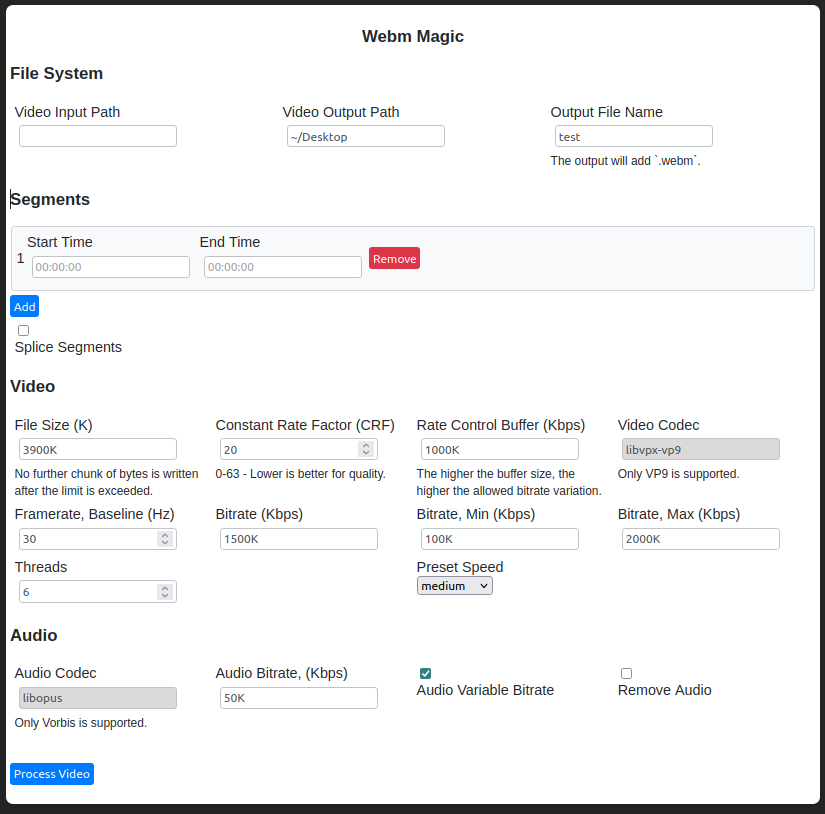 Webm Magic
File System
Video Input Path
Video Output Path
Output File Name
~/Desktop
test
The output will add `.webm`.
Segments
Start Time
End Time
1
00:00:00
00:00:00
Remove
Add
Splice Segments
Video
File Size (K)
Constant Rate Factor (CRF)
Rate Control Buffer (Kbps)
Video Codec
3900K
20
1000K
libvpx-vp9
No further chunk of bytes is written
after the limit is exceeded.
0-63 - Lower is better for quality.
The higher the buffer size, the
higher the allowed bitrate variation.
Only VP9 is supported.
Framerate, Baseline (Hz)
Bitrate (Kbps)
Bitrate, Min (Kbps)
Bitrate, Max (Kbps)
30
1500K
100K
2000K
Threads
Preset Speed
6
medium
Audio
Audio Codec
Audio Bitrate, (Kbps)
Audio Variable Bitrate
Remove Audio
libopus
50K
Only Vorbis is supported.
Process Video